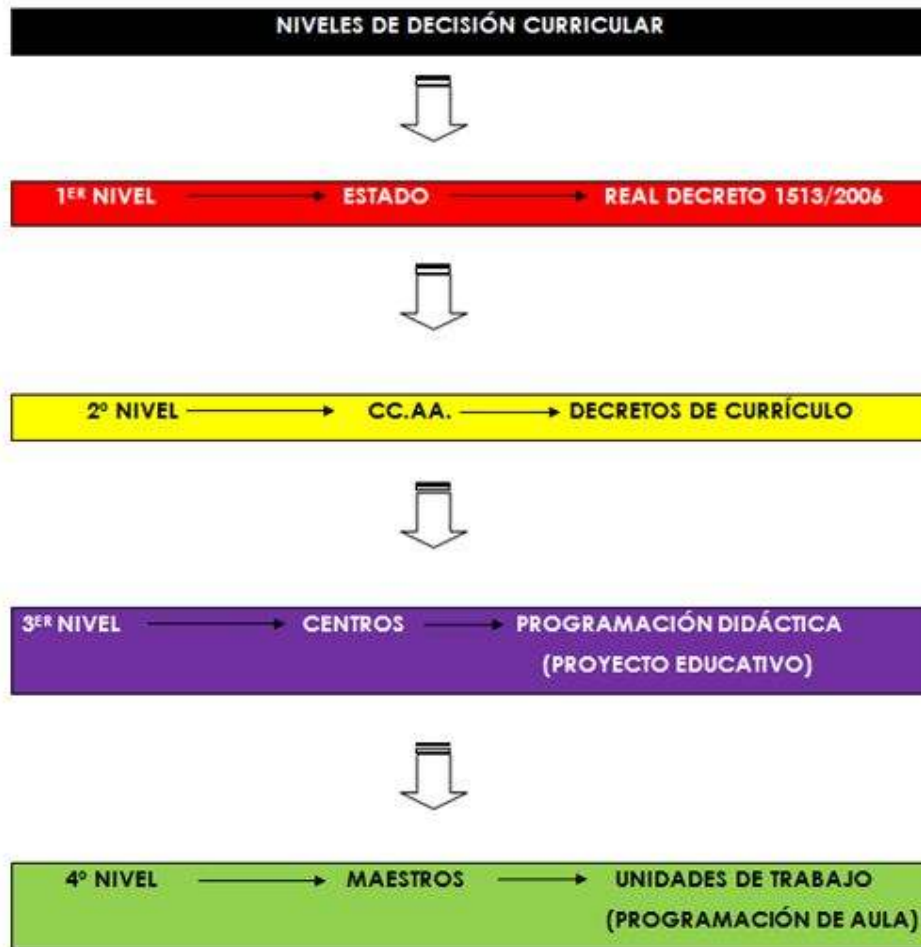 NIVELES DE DECISIÓN CURRICULAR
1ER NIVEL ESTADO REAL DECRETO 1513/2006
2º NIVEL CC.AA. DECRETOS DE CURRÍCULO
3ER NIVEL CENTROS PROGRAMACIÓN DIDÁCTICA
(PROYECTO EDUCATIVO)
4º NIVEL MAESTROS UNIDADES DE TRABAJO
(PROGRAMACIÓN DE AULA)